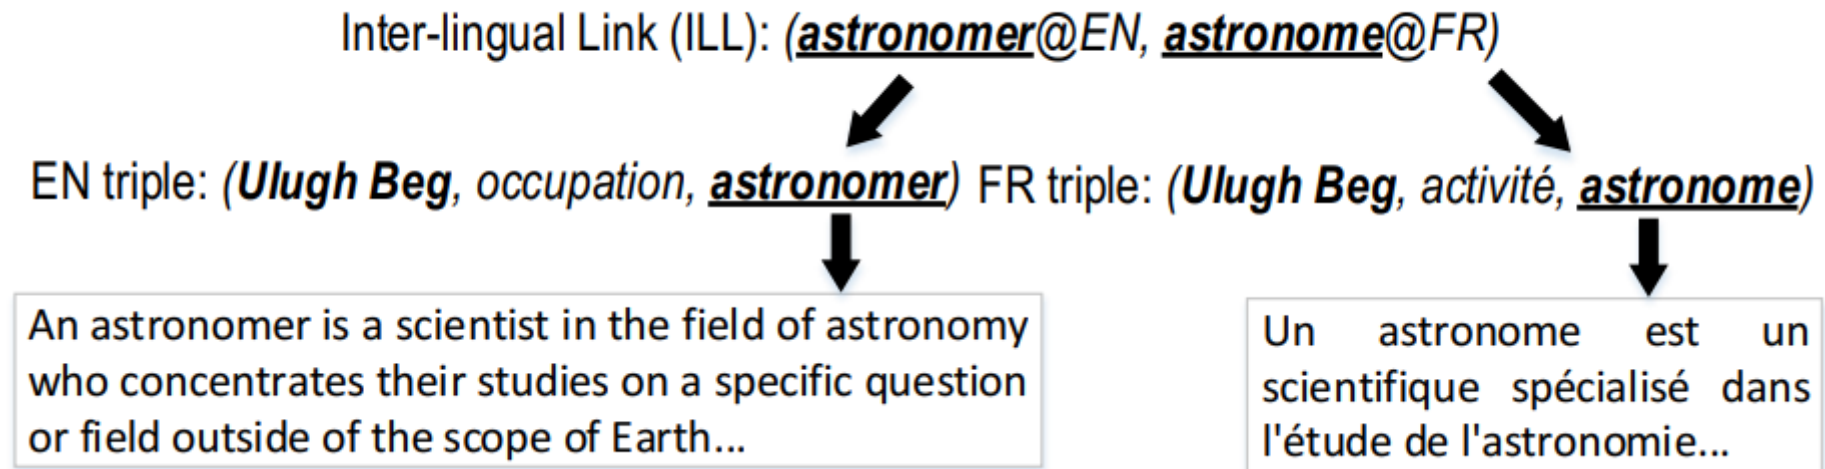 Inter-lingual Link (ILL): (astronomer@EN, astronome@FR)
EN triple: (Ulugh Beg, occupation, astronomer) FR triple: (Ulugh Beg, activité, astronome)
An astronomer is a scientist in the field of astronomy
who concentrates their studies on a specific question
or field outside of the scope of Earth...
Un astronome est un
scientifique spécialisé dans
l'étude de l'astronomie...